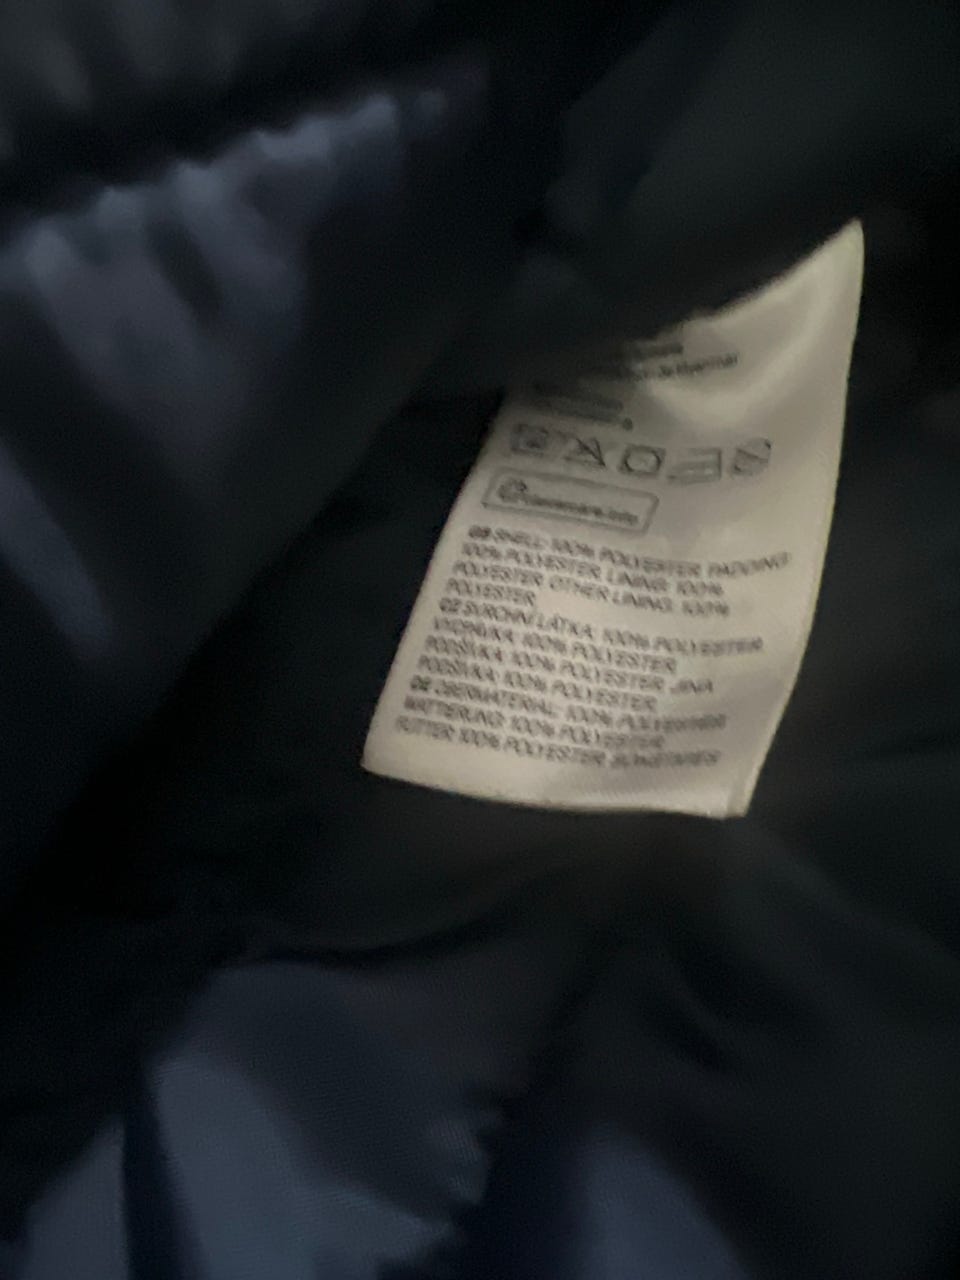 GB SHELL: 100% POLYESTER PADDING:
100% POLYESTER LINING: 100%
POLYESTER OTHER LINING: 100%
POLYESTER
CZ SVRCHNÍ LÁTKA: 100% POLYESTER
VÝPLŇKA: 100% POLYESTER
PODŠÍVKA: 100% POLYESTER JINÁ
PODŠÍVKA: 100% POLYESTER
DE OBERMATERIAL: 100% POLYESTER
WATTIERUNG: 100% POLYESTER
FUTTER: 100% POLYESTER SONSTIGES